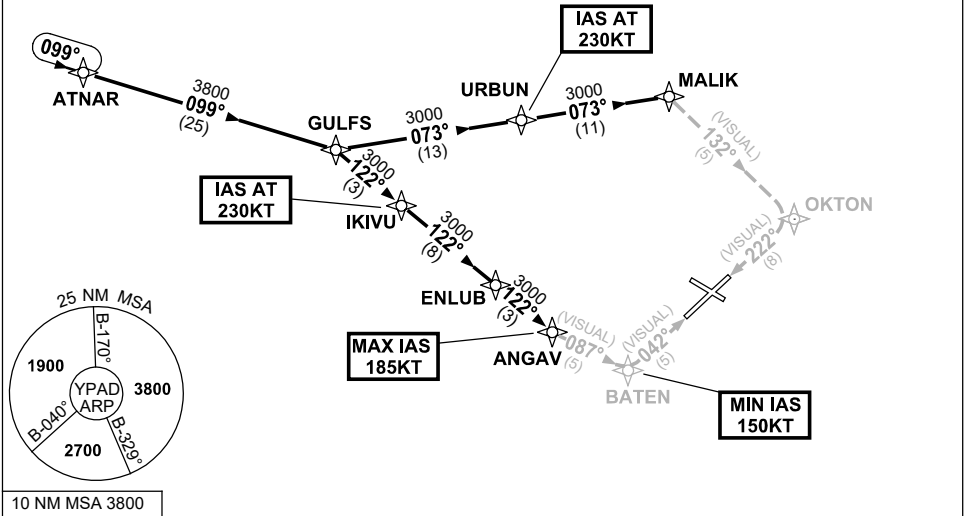 IAS AT
230KT
099°
ATNAR
3800
099°
(25)
GULFS
3000
073°
(13)
URBUN
3000
073°
(11)
MALIK
(VISUAL)
132°
(5)
OKTON
(VISUAL)
222°
(8)
3000
122°
(3)
IAS AT
230KT
IKIVU
3000
122°
(8)
ENLUB
3000
122°
(3)
MAX IAS
185KT
ANGAV
(VISUAL)
087°
(5)
BATEN
(VISUAL)
042°
(5)
MIN IAS
150KT
25 NM MSA
B-170°
1900
YPAD
ARP
3800
B-040°
B-329°
2700
10 NM MSA 3800